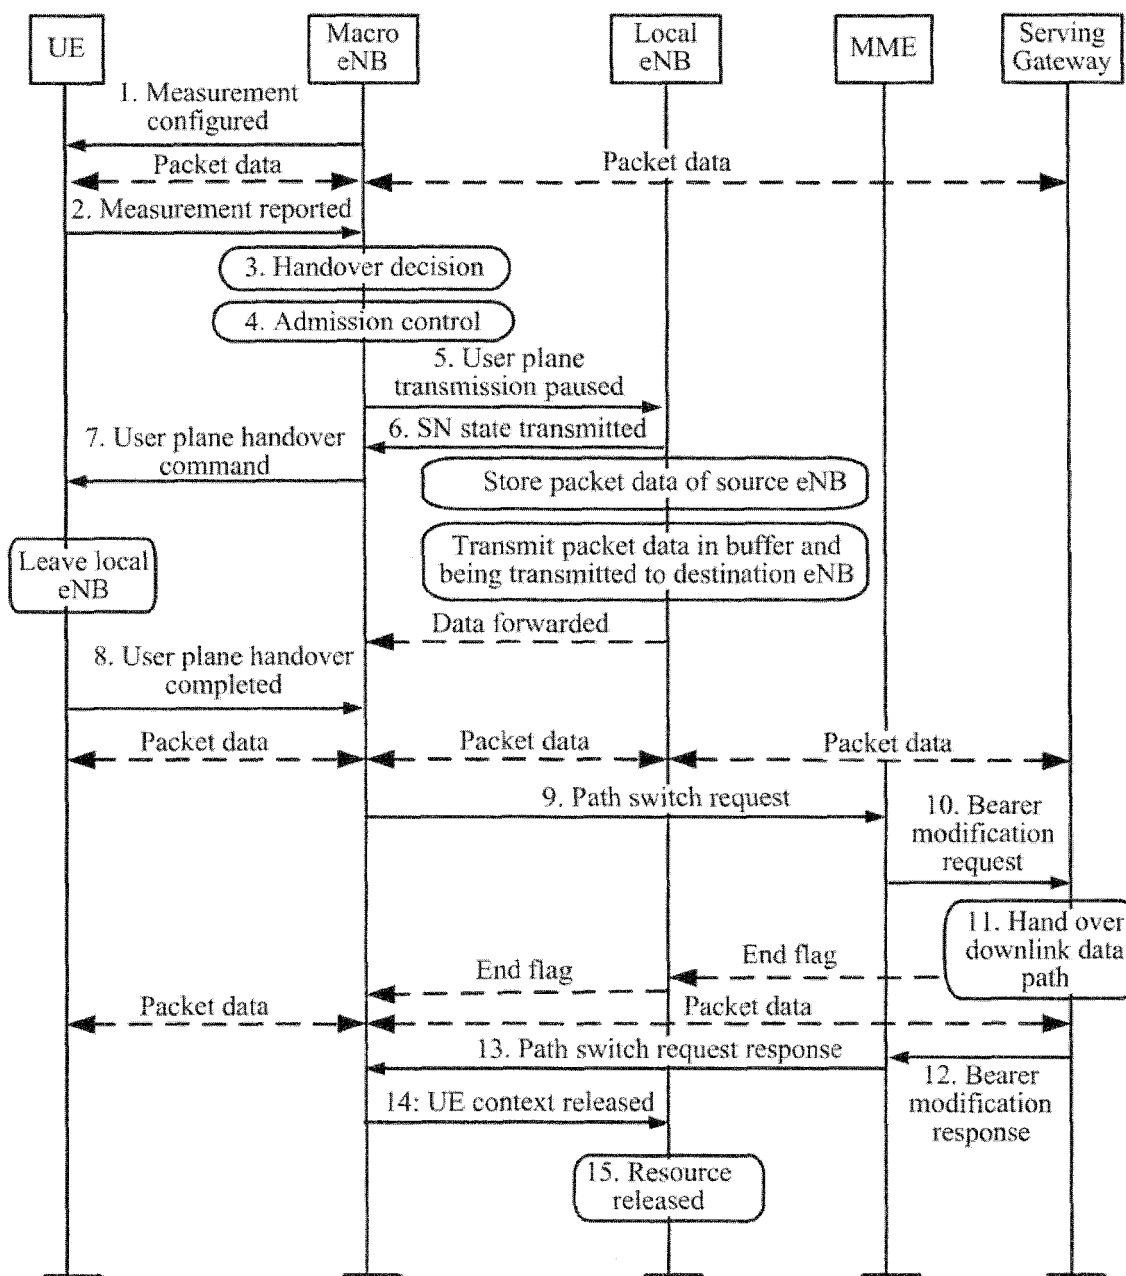 UE
Macro
eNB
Local
eNB
MME
Serving
Gateway
1. Measurement
configured
Packet data
Packet data
2. Measurement reported
3. Handover decision
4. Admission control
5. User plane
transmission paused
6. SN state transmitted
7. User plane handover
command
Store packet data of source eNB
Leave local
eNB
Transmit packet data in buffer and
being transmitted to destination eNB
Data forwarded
8. User plane handover
completed
Packet data
Packet data
Packet data
9. Path switch request
10. Bearer
modification
request
11. Hand over
downlink data
path
End flag
End flag
Packet data
Packet data
13. Path switch request response
12. Bearer
modification
response
14: UE context released
15. Resource
released